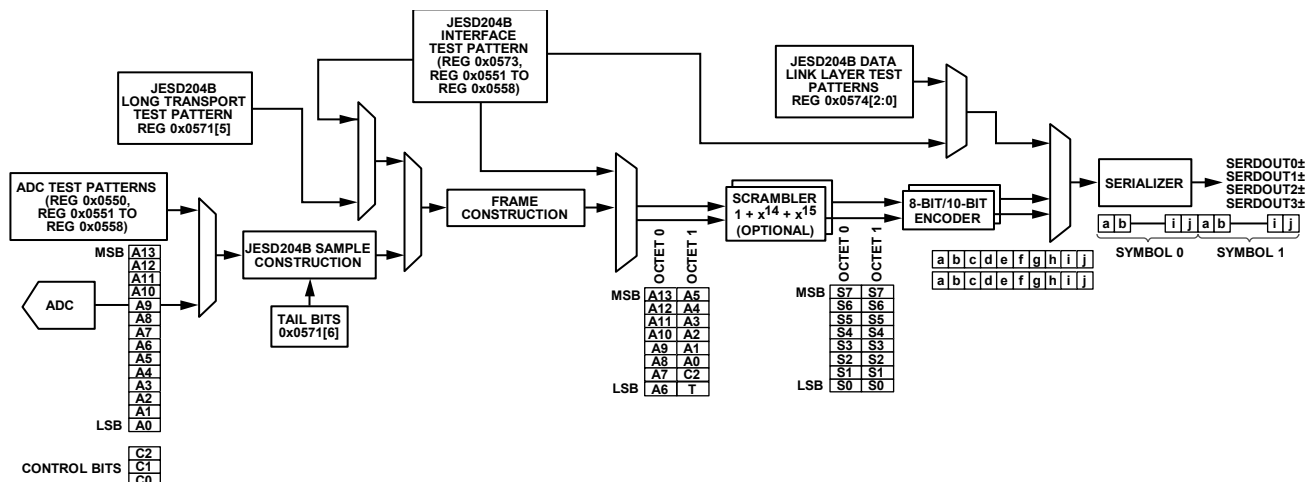 JESD204B
INTERFACE
TEST PATTERN
(REG 0x0573,
REG 0x0551 TO
REG 0x0558)
JESD204B
LONG TRANSPORT
TEST PATTERN
REG 0x0571[5]
JESD204B DATA
LINK LAYER TEST
PATTERNS
REG 0x0574[2:0]
ADC TEST PATTERNS
(REG 0x0550,
REG 0x0551 TO
REG 0x0558)
ADC
MSB A13
A12
A11
A10
A9
A8
A7
A6
A5
A4
A3
A2
A1
LSB A0
C2
CONTROL BITS C1
C0
JESD204B SAMPLE
CONSTRUCTION
TAIL BITS
0x0571[6]
FRAME
CONSTRUCTION
OCTET 0 OCTET 1
MSB A13 A5
A12 A4
A11 A3
A10 A2
A9 A1
A8 A0
A7 C2
LSB A6 T
SCRAMBLER
1 + x14 + x15
(OPTIONAL)
OCTET 0 OCTET 1
MSB S7 S7
S6 S6
S5 S5
S4 S4
S3 S3
S2 S2
S1 S1
LSB S0 S0
8-BIT/10-BIT
ENCODER
a b c d e f g h i j
a b c d e f g h i j
SERIALIZER
SERDOUT0±
SERDOUT1±
SERDOUT2±
SERDOUT3±
a b i j a b i j
SYMBOL 0 SYMBOL 1